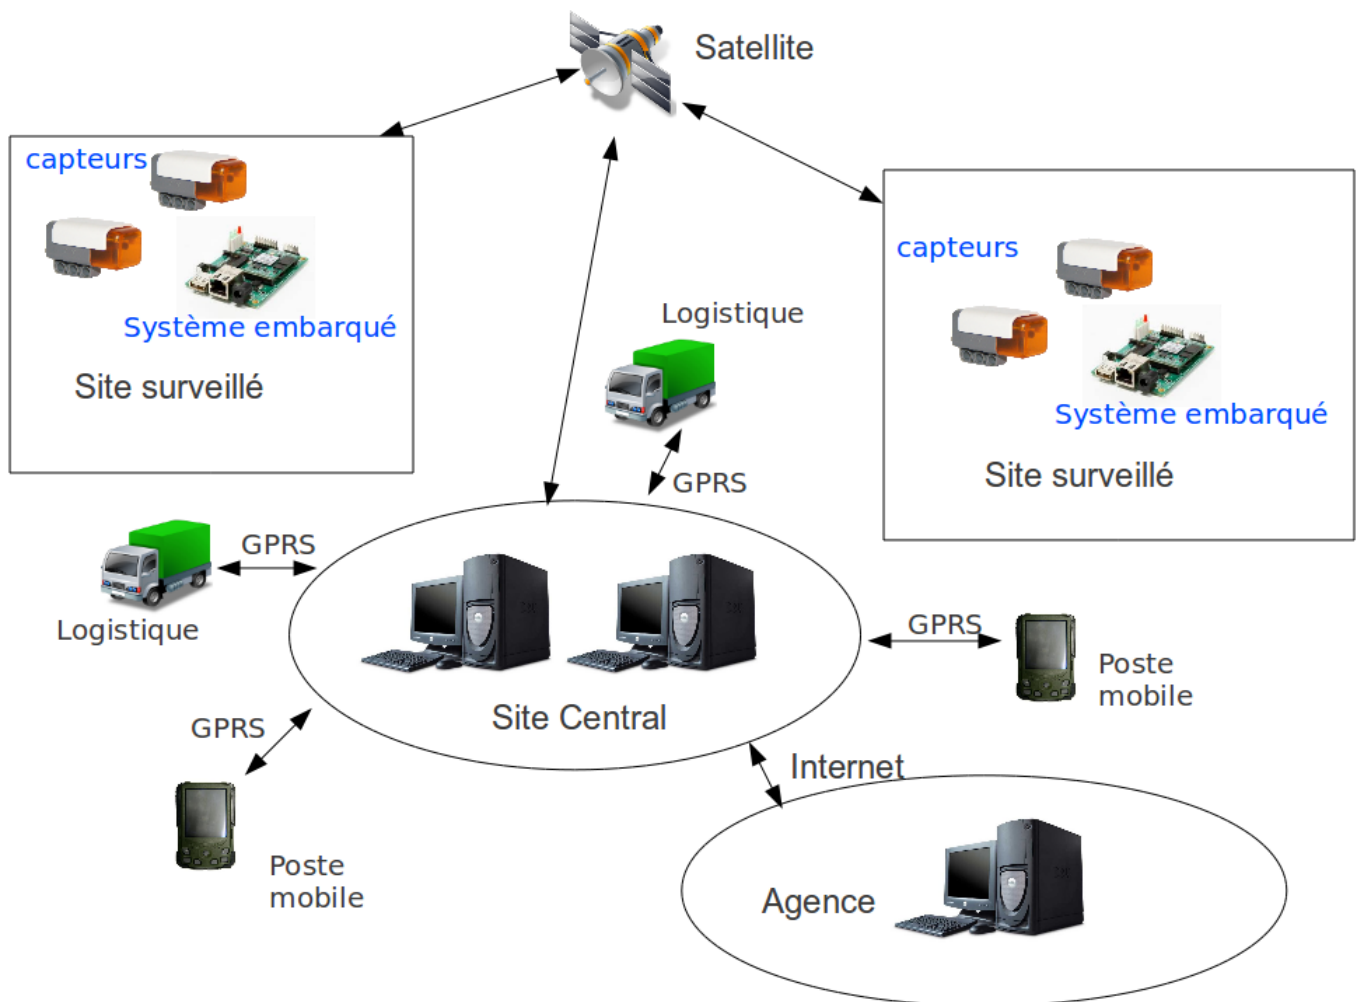 Satellite
capteurs
Système embarqué
Site surveillé
capteurs
Système embarqué
Site surveillé
Logistique
GPRS
GPRS
Logistique
Site Central
GPRS
Poste
mobile
GPRS
Poste
mobile
Internet
Agence